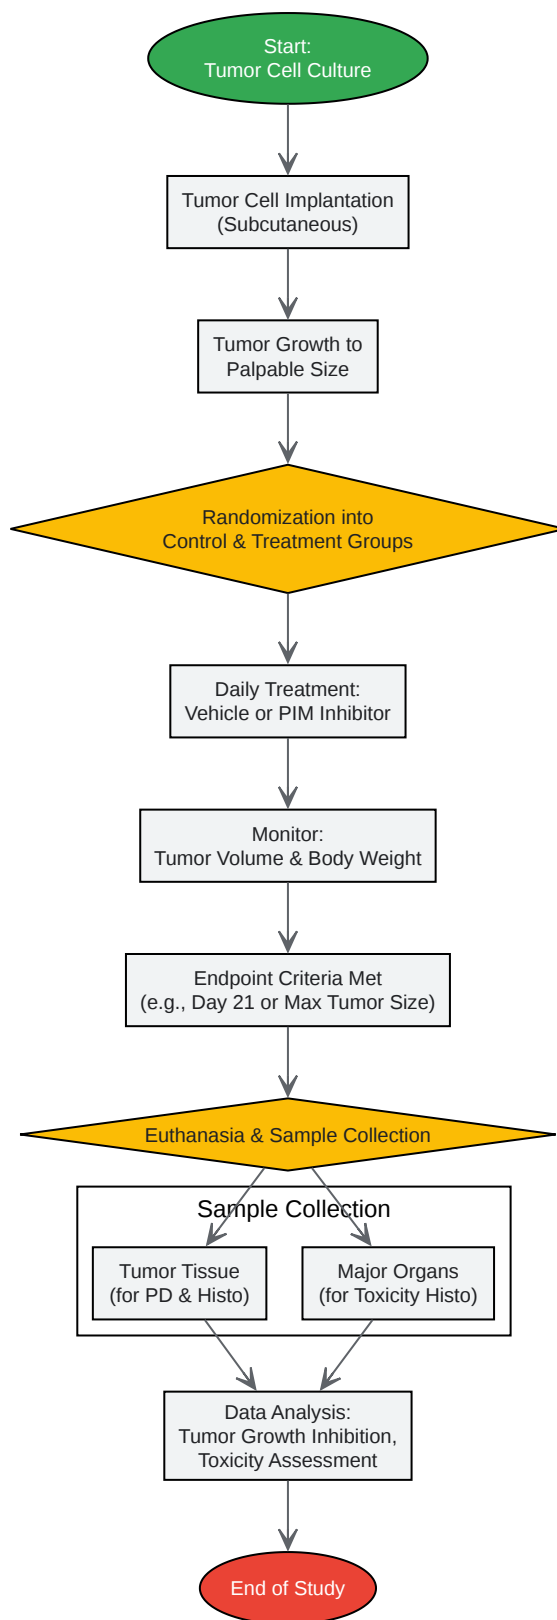 Start:
Tumor Cell Culture
Tumor Cell Implantation
(Subcutaneous)
Tumor Growth to
Palpable Size
Randomization into
Control & Treatment Groups
Daily Treatment:
Vehicle or PIM Inhibitor
Monitor:
Tumor Volume & Body Weight
Endpoint Criteria Met
(e.g., Day 21 or Max Tumor Size)
Euthanasia & Sample Collection
Sample Collection
Tumor Tissue
(for PD & Histo)
Major Organs
(for Toxicity Histo)
Data Analysis:
Tumor Growth Inhibition,
Toxicity Assessment
End of Study